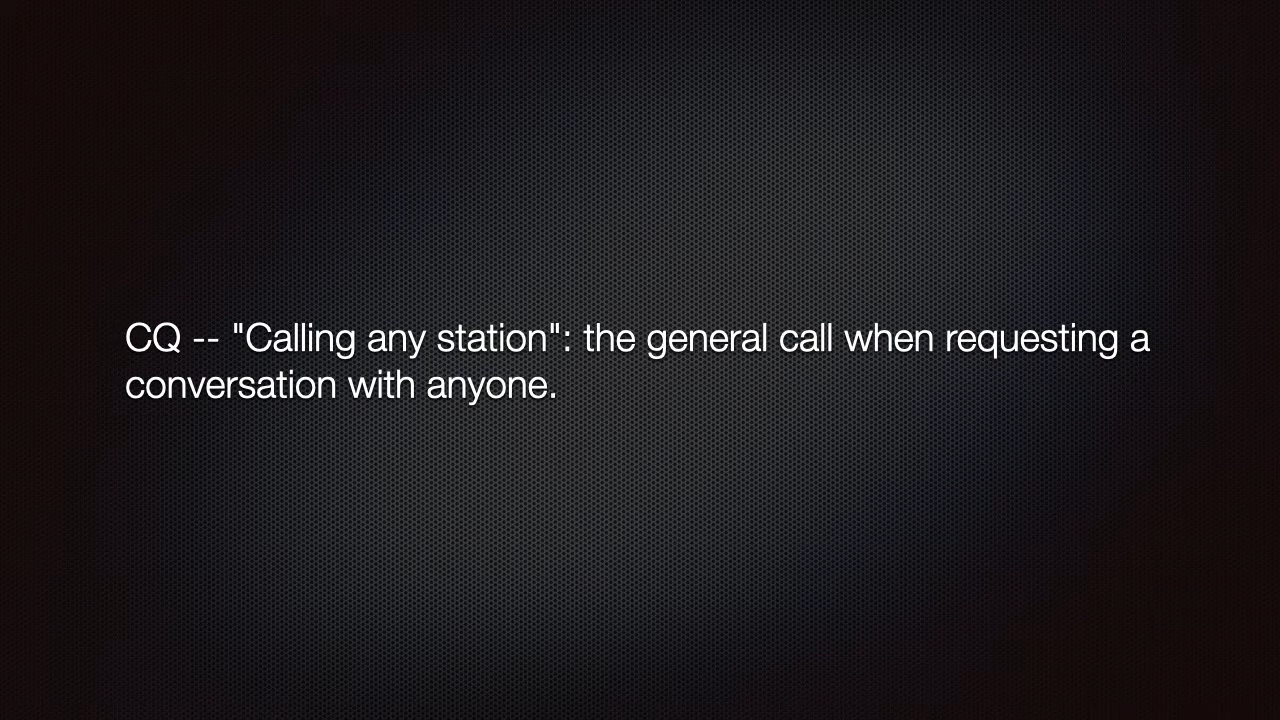 CQ -- "Calling any station": the general call when requesting a
conversation with anyone.